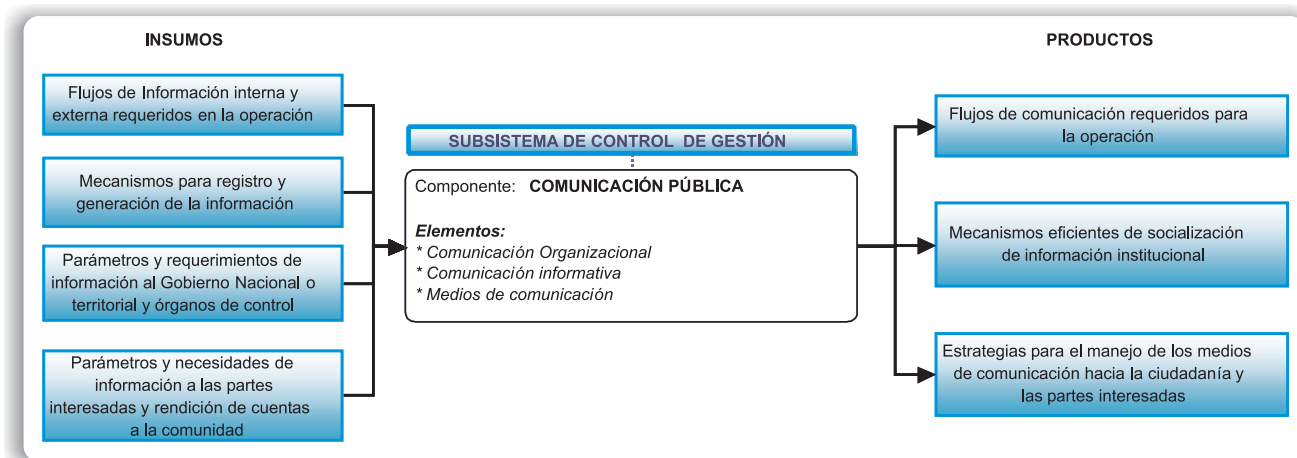 INSUMOS
Flujos de Información interna y
externa requeridos en la operación
Mecanismos para registro y
generación de la información
Parámetros y requerimientos de
información al Gobierno Nacional o
territorial y órganos de control
Parámetros y necesidades de
información a las partes
interesadas y rendición de cuentas
a la comunidad
SUBSISTEMA DE CONTROL DE GESTIÓN
Componente: COMUNICACIÓN PÚBLICA
Elementos:
* Comunicación Organizacional
* Comunicación informativa
* Medios de comunicación
PRODUCTOS
Flujos de comunicación requeridos para
la operación
Mecanismos eficientes de socialización
de información institucional
Estrategias para el manejo de los medios
de comunicación hacia la ciudadanía y
las partes interesadas